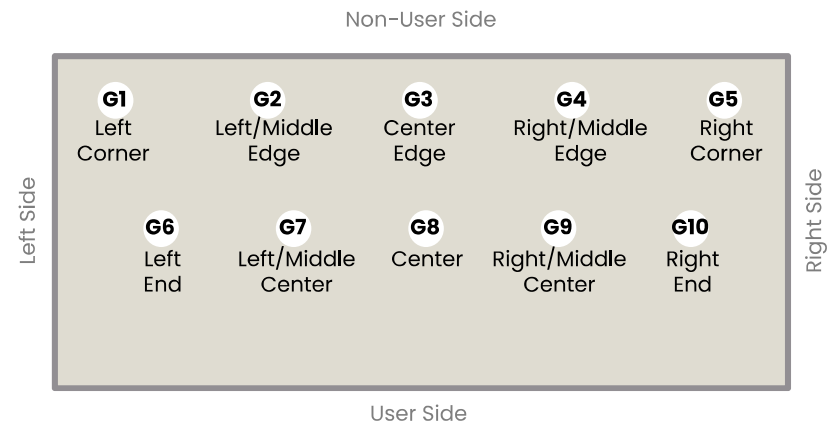 Non-User Side
G1
G2
G3
G4
G5
Left
Corner
Left/Middle
Edge
Center
Edge
Right/Middle
Edge
Right
Corner
Left Side
Right Side
G6
G7
G8
G9
G10
Left
End
Left/Middle
Center
Center
Right/Middle
Center
Right
End
User Side